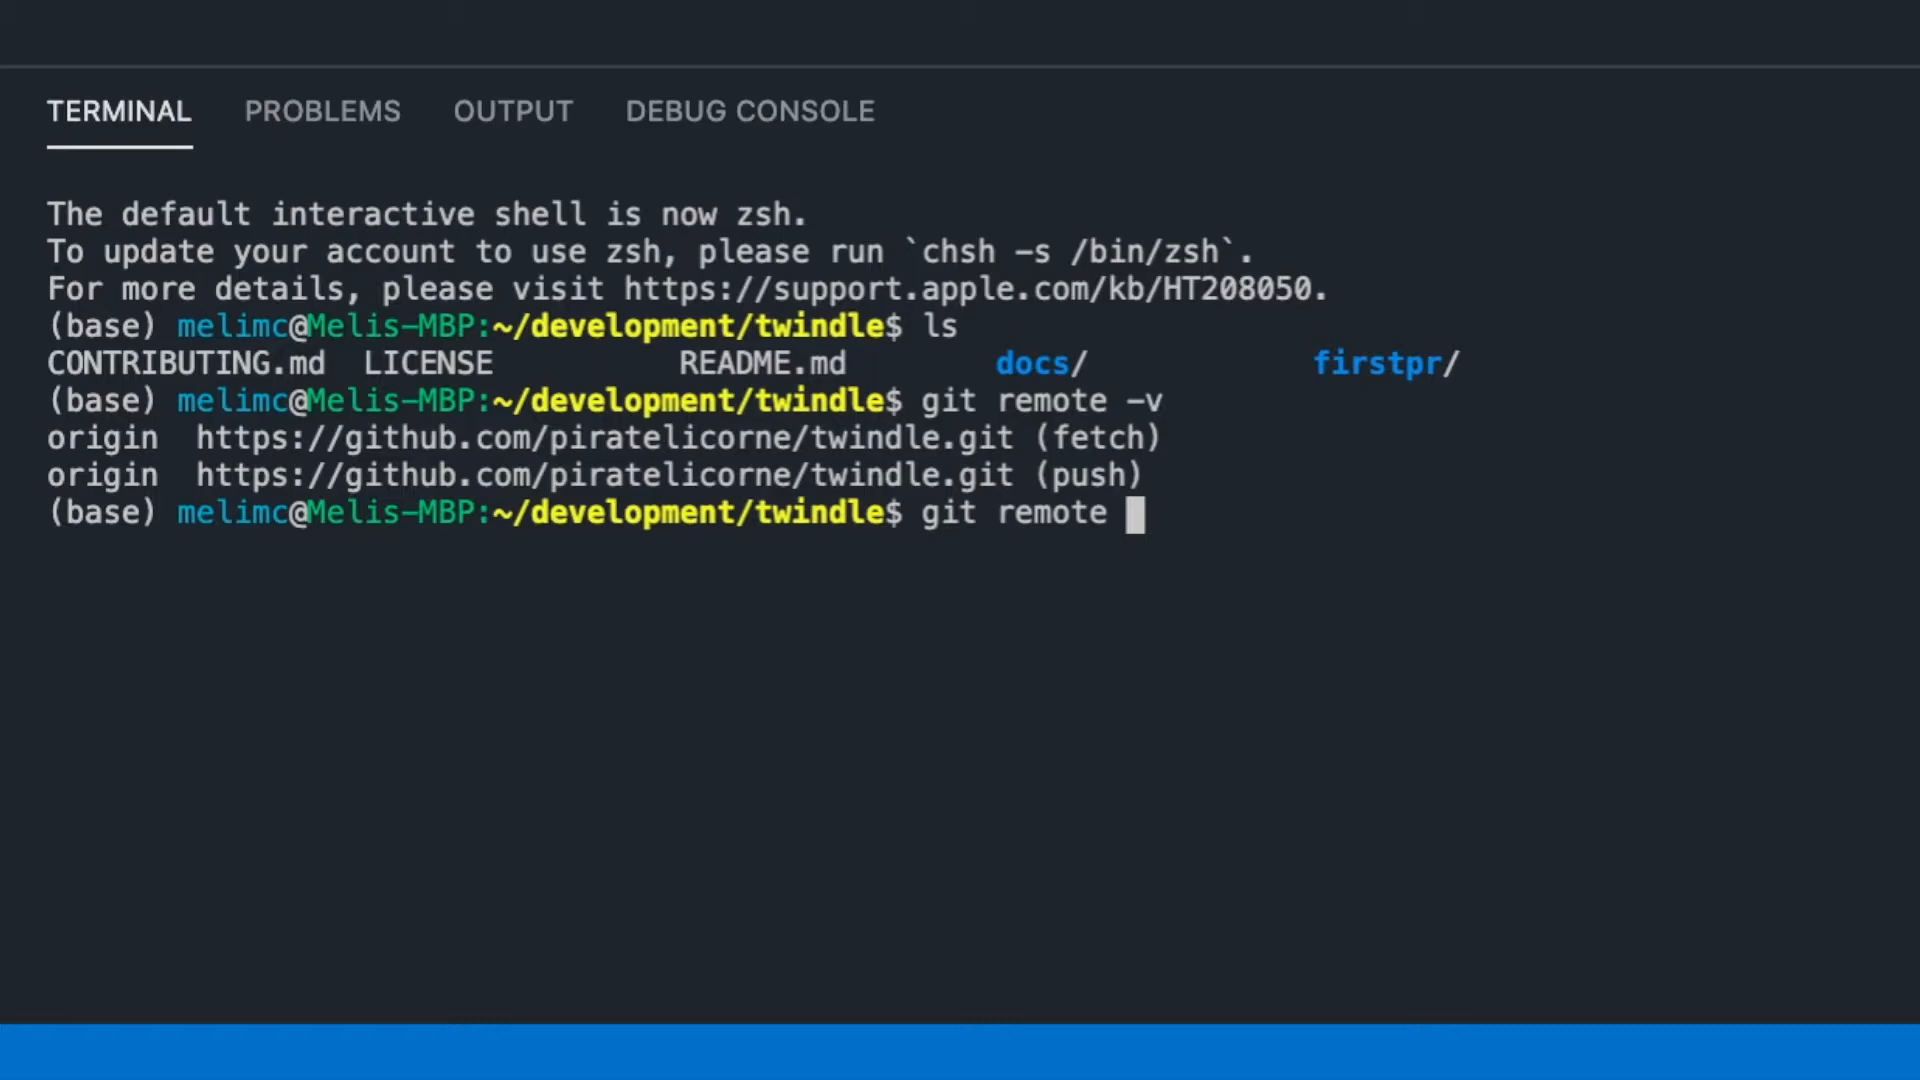 TERMINAL PROBLEMS OUTPUT DEBUG CONSOLE
The default interactive shell is now zsh.
To update your account to use zsh, please run `chsh -s /bin/zsh`.
For more details, please visit https://support.apple.com/kb/HT208050.
(base) melimc@Melis-MBP:~/development/twindle$ ls
CONTRIBUTING.md LICENSE README.md docs/ firstpr/
(base) melimc@Melis-MBP:~/development/twindle$ git remote -v
origin https://github.com/piratelicorne/twindle.git (fetch)
origin https://github.com/piratelicorne/twindle.git (push)
(base) melimc@Melis-MBP:~/development/twindle$ git remote